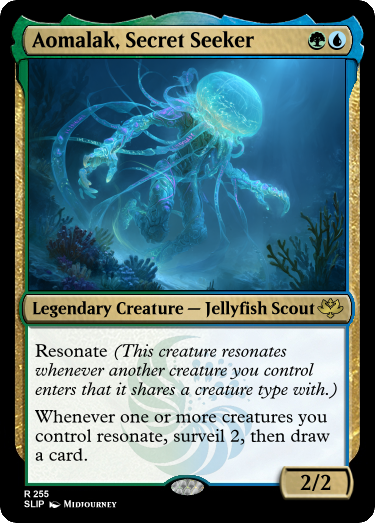 Aomalak, Secret Seeker
Legendary Creature — Jellyfish Scout
Resonate (This creature resonates
whenever another creature you control
enters that it shares a creature type with.)
Whenever one or more creatures you
control resonate, surveil 2, then draw
a card.
2/2
R 255
SLIP Midjourney